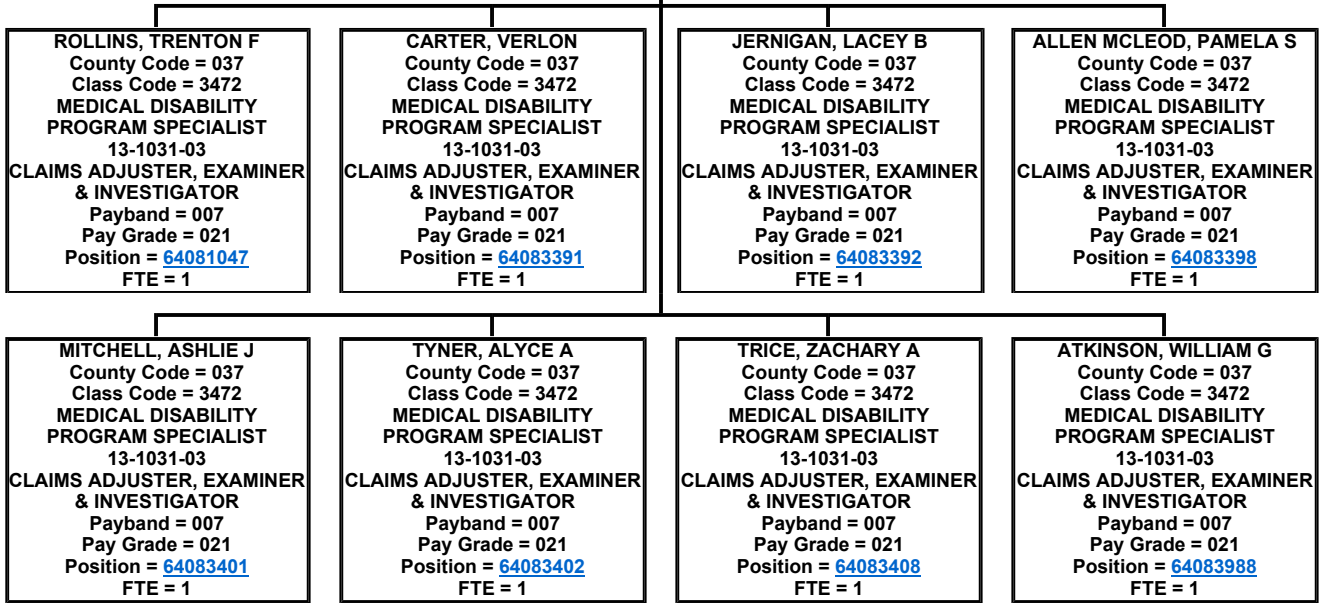 ROLLINS, TRENTON F
County Code = 037
Class Code = 3472
MEDICAL DISABILITY
PROGRAM SPECIALIST
13-1031-03
CLAIMS ADJUSTER, EXAMINER
& INVESTIGATOR
Payband = 007
Pay Grade = 021
Position = 64081047
FTE = 1
CARTER, VERLON
County Code = 037
Class Code = 3472
MEDICAL DISABILITY
PROGRAM SPECIALIST
13-1031-03
CLAIMS ADJUSTER, EXAMINER
& INVESTIGATOR
Payband = 007
Pay Grade = 021
Position = 64083391
FTE = 1
JERNIGAN, LACEY B
County Code = 037
Class Code = 3472
MEDICAL DISABILITY
PROGRAM SPECIALIST
13-1031-03
CLAIMS ADJUSTER, EXAMINER
& INVESTIGATOR
Payband = 007
Pay Grade = 021
Position = 64083392
FTE = 1
ALLEN MCLEOD, PAMELA S
County Code = 037
Class Code = 3472
MEDICAL DISABILITY
PROGRAM SPECIALIST
13-1031-03
CLAIMS ADJUSTER, EXAMINER
& INVESTIGATOR
Payband = 007
Pay Grade = 021
Position = 64083398
FTE = 1
MITCHELL, ASHLIE J
County Code = 037
Class Code = 3472
MEDICAL DISABILITY
PROGRAM SPECIALIST
13-1031-03
CLAIMS ADJUSTER, EXAMINER
& INVESTIGATOR
Payband = 007
Pay Grade = 021
Position = 64083401
FTE = 1
TYNER, ALYCE A
County Code = 037
Class Code = 3472
MEDICAL DISABILITY
PROGRAM SPECIALIST
13-1031-03
CLAIMS ADJUSTER, EXAMINER
& INVESTIGATOR
Payband = 007
Pay Grade = 021
Position = 64083402
FTE = 1
TRICE, ZACHARY A
County Code = 037
Class Code = 3472
MEDICAL DISABILITY
PROGRAM SPECIALIST
13-1031-03
CLAIMS ADJUSTER, EXAMINER
& INVESTIGATOR
Payband = 007
Pay Grade = 021
Position = 64083408
FTE = 1
ATKINSON, WILLIAM G
County Code = 037
Class Code = 3472
MEDICAL DISABILITY
PROGRAM SPECIALIST
13-1031-03
CLAIMS ADJUSTER, EXAMINER
& INVESTIGATOR
Payband = 007
Pay Grade = 021
Position = 64083988
FTE = 1